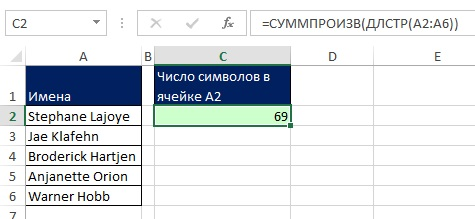 C2 fx =СУММПРОИЗВ(ДЛСТР(A2:A6))
A B C D E
Число символов в
1 Имена ячейке A2
2 Stephane Lajoye 69
3 Jae Klafehn
4 Broderick Hartjen
5 Anjanette Orion
6 Warner Hobb